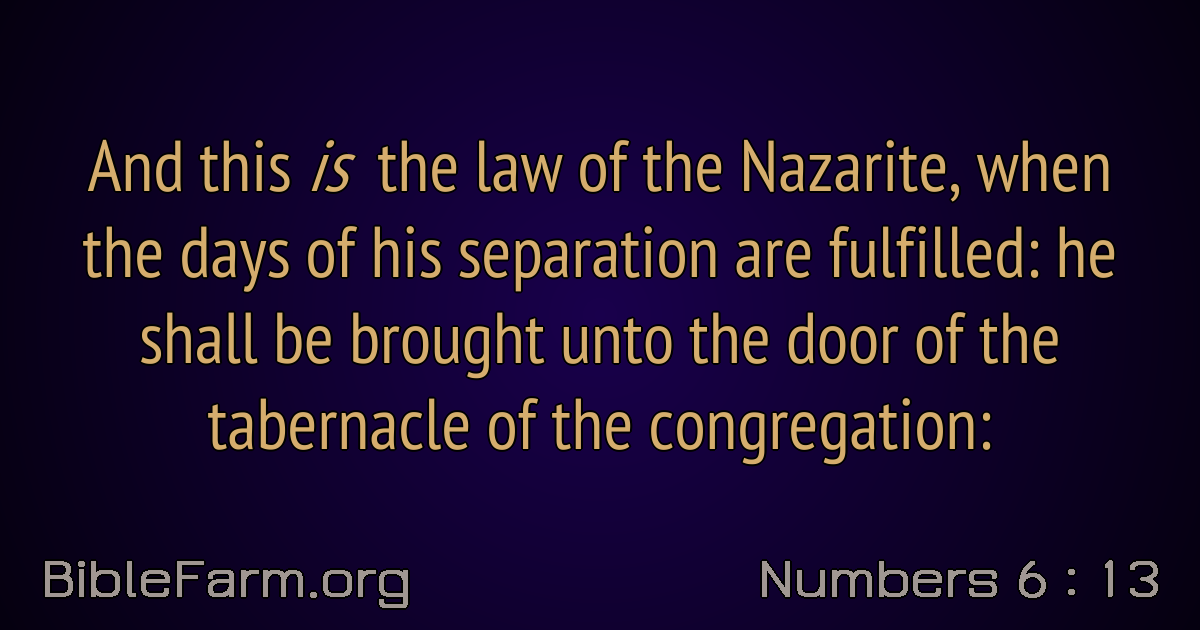 And this is the law of the Nazarite, when
the days of his separation are fulfilled: he
shall be brought unto the door of the
tabernacle of the congregation:
BibleFarm.org
Numbers 6 : 13